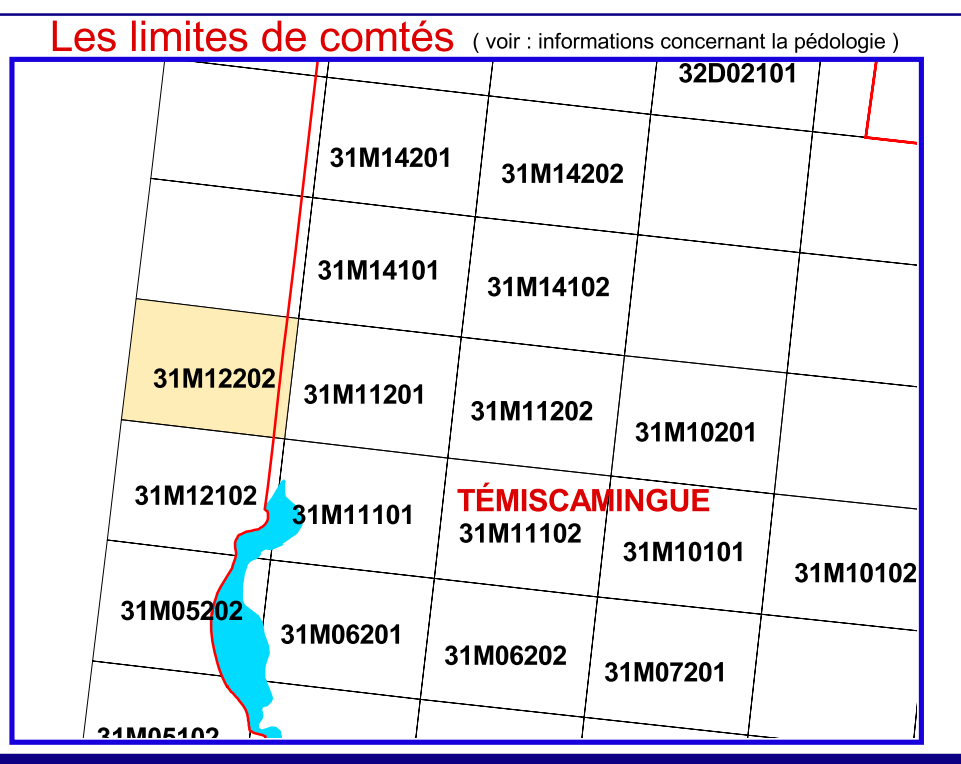 Les limites de comtés ( voir : informations concernant la pédologie )
32D02101
31M14201
31M14202
31M14101
31M14102
31M12202
31M11201
31M11202
31M10201
31M12102
31M11101
TÉMISCAMINGUE
31M11102
31M10101
31M10102
31M05202
31M06201
31M06202
31M07201
31M05102